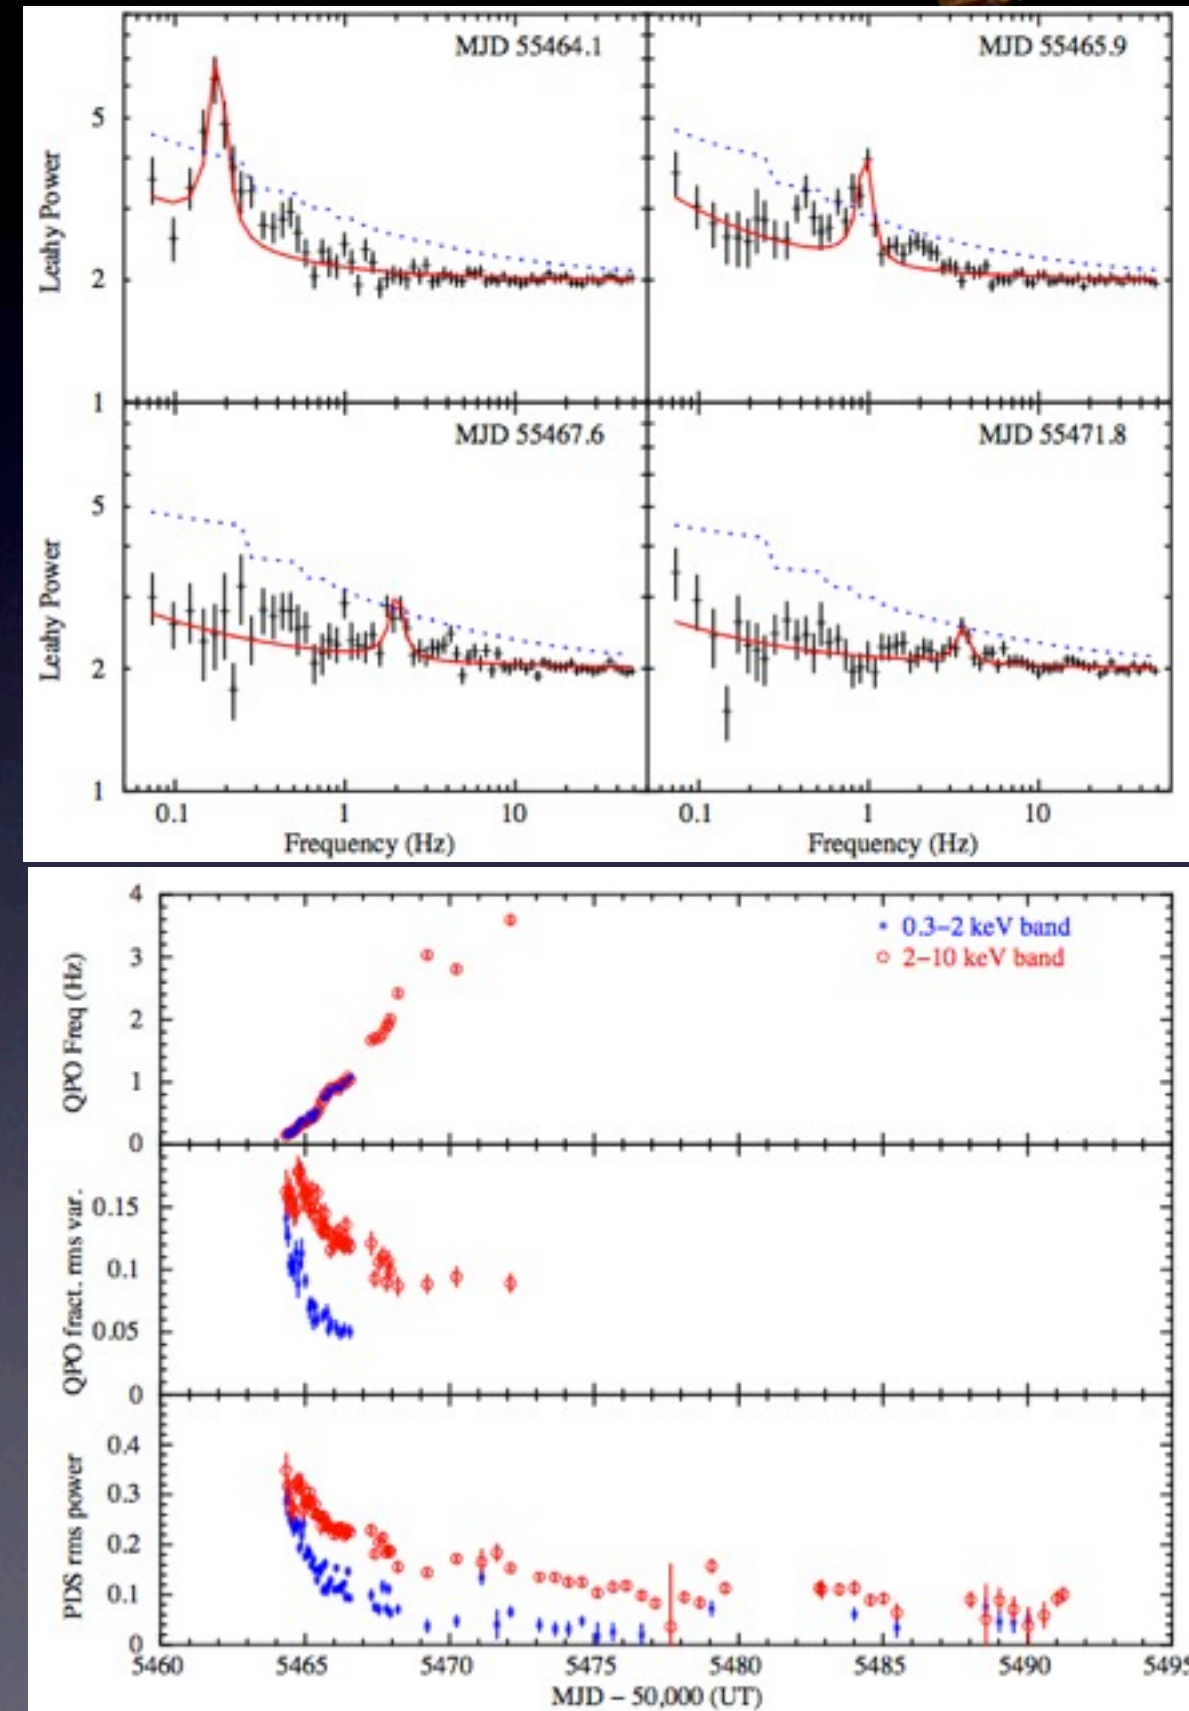 MJD 55464.1
MJD 55465.9
Leahy Power
5
2
1
MJD 55467.6
MJD 55471.8
Leahy Power
5
2
1
0.1 1 10
0.1 1 10
Frequency (Hz)
Frequency (Hz)
QPO Freq (Hz)
4
3
2
1
0
0.3–2 keV band
2–10 keV band
QPO fract. rms var.
0.15
0.1
0.05
0
PDS rms power
0.4
0.3
0.2
0.1
0
5460 5465 5470 5475 5480 5485 5490 5495
MJD – 50,000 (UT)